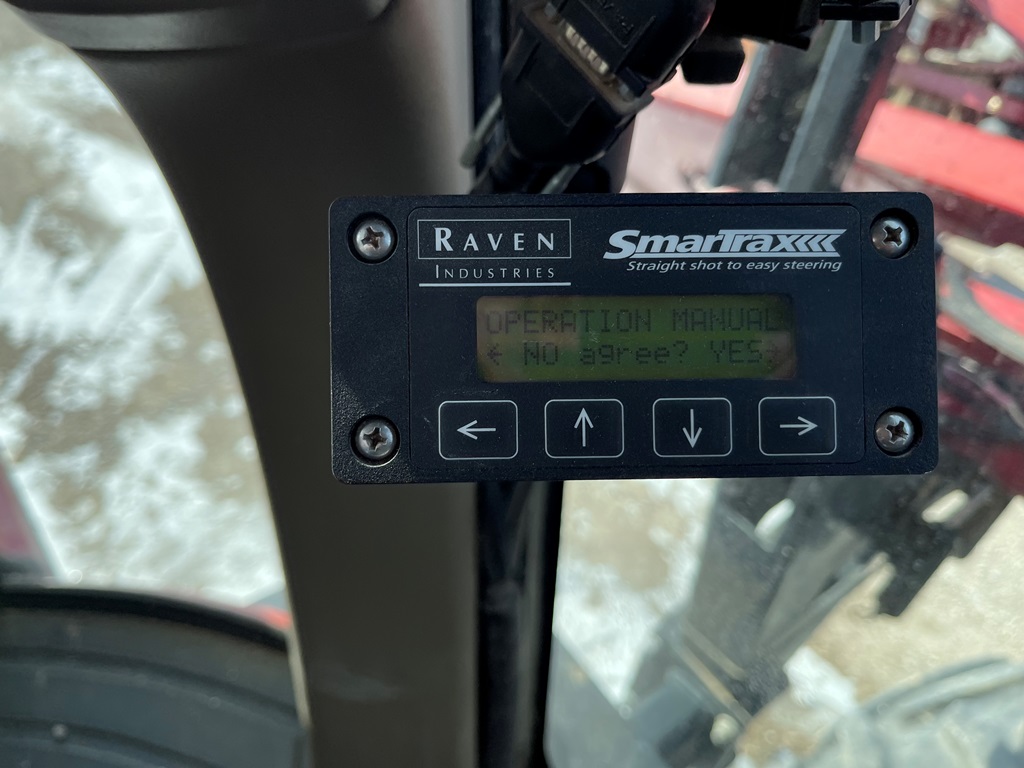 RAVEN
INDUSTRIES
SMARTRAX
Straight shot to easy steering
OPERATION MANUAL
← NO agree? YES
← ↑ ↓ →